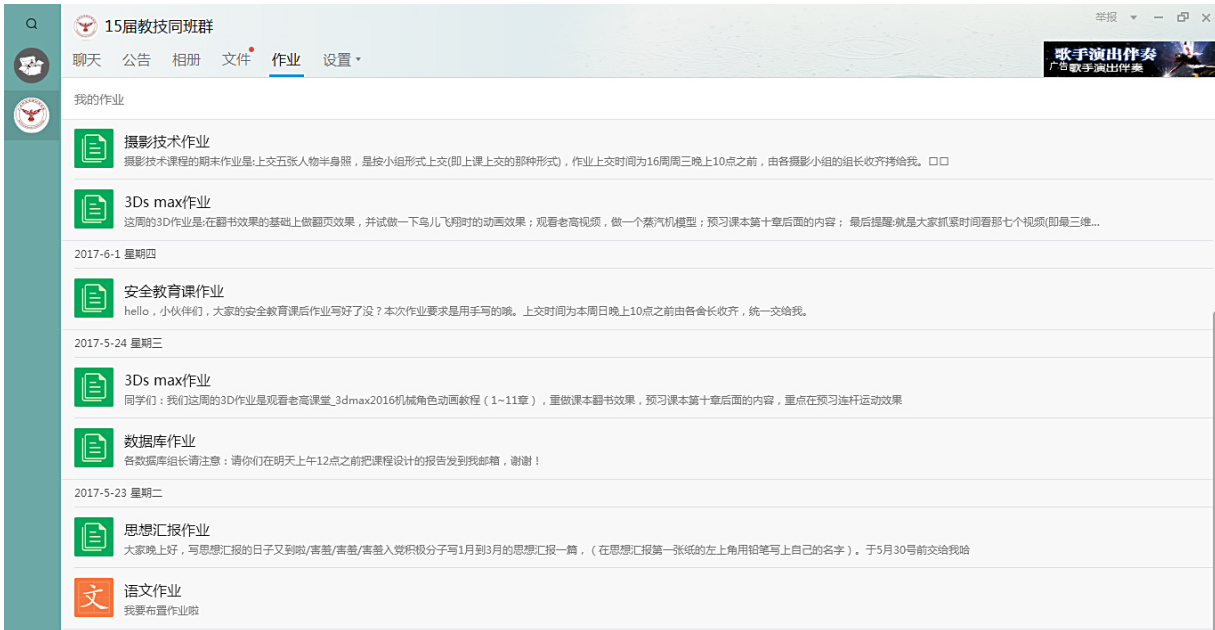 15届教技同班群
举报
聊天 公告 相册 文件 作业 设置
歌手演出伴奏
广告 歌手演出伴奏
我的作业
摄影技术作业
摄影技术课程的期末作业是:上交五张人物半身照，是按小组形式上交(即上课上交的那种形式)，作业上交时间为16周周三晚上10点之前，由各摄影小组的组长收齐拷给我。□□
3Ds max作业
这周的3D作业是:在翻书效果的基础上做翻页效果，并试做一下鸟儿飞翔时的动画效果；观看老高视频，做一个蒸汽机模型；预习课本第十章后面的内容； 最后提醒:就是大家抓紧时间看那七个视频(即最三维...
2017-6-1 星期四
安全教育课作业
hello，小伙伴们，大家的安全教育课后作业写好了没？本次作业要求是用手写的哦。上交时间为本周日晚上10点之前由各舍长收齐，统一交给我。
2017-5-24 星期三
3Ds max作业
同学们：我们这周的3D作业是观看老高课堂_3dmax2016机械角色动画教程（1~11章），重做课本翻书效果，预习课本第十章后面的内容，重点在预习连杆运动效果
数据库作业
各数据库组长请注意：请你们在明天上午12点之前把课程设计的报告发到我邮箱，谢谢！
2017-5-23 星期二
思想汇报作业
大家晚上好，写思想汇报的日子又到啦/害羞/害羞/害羞入党积极分子写1月到3月的思想汇报一篇，（在思想汇报第一张纸的左上角用铅笔写上自己的名字）。于5月30号前交给我哈
文
语文作业
我要布置作业啦